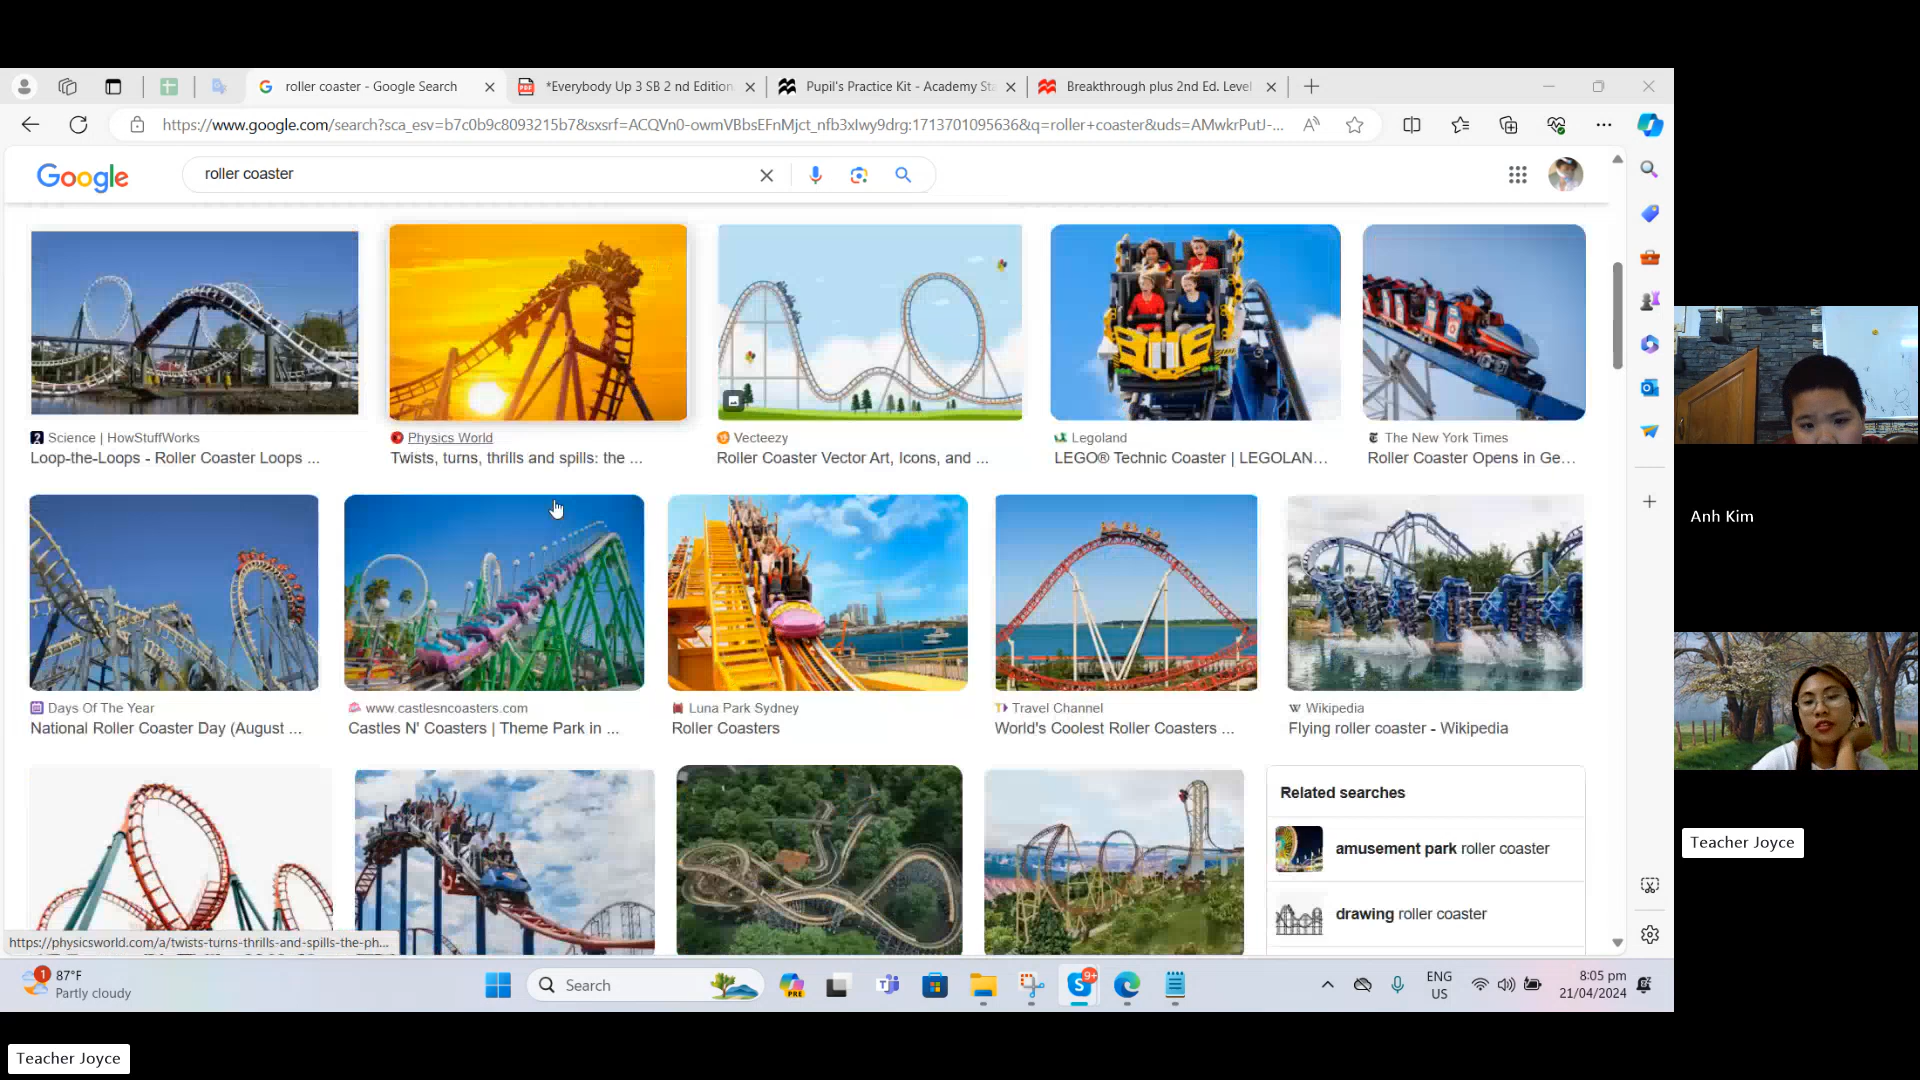 roller coaster - Google Search
*Everybody Up 3 SB 2 nd Edition
Pupil's Practice Kit - Academy Sta
Breakthrough plus 2nd Ed. Level
https://www.google.com/search?sca_esv=b7c0b9c8093215b7&sxsrf=ACQVn0-owmVBbsEFnMjct_nfb3xIwy9drg:1713701095636&q=roller+coaster&uds=AMwkrPutJ-...
Google
roller coaster
Science | HowStuffWorks
Loop-the-Loops - Roller Coaster Loops ...
Physics World
Twists, turns, thrills and spills: the ...
Vecteezy
Roller Coaster Vector Art, Icons, and ...
Legoland
LEGO® Technic Coaster | LEGOLAN...
The New York Times
Roller Coaster Opens in Ge...
Days Of The Year
National Roller Coaster Day (August ...
www.castlesncoasters.com
Castles N' Coasters | Theme Park in ...
Luna Park Sydney
Roller Coasters
Travel Channel
World's Coolest Roller Coasters ...
Wikipedia
Flying roller coaster - Wikipedia
Related searches
amusement park roller coaster
drawing roller coaster
https://physicsworld.com/a/twists-turns-thrills-and-spills-the-ph...
Anh Kim
Teacher Joyce
1
87°F
Partly cloudy
Search
PRE
9+
ENG
US
8:05 pm
21/04/2024
Teacher Joyce